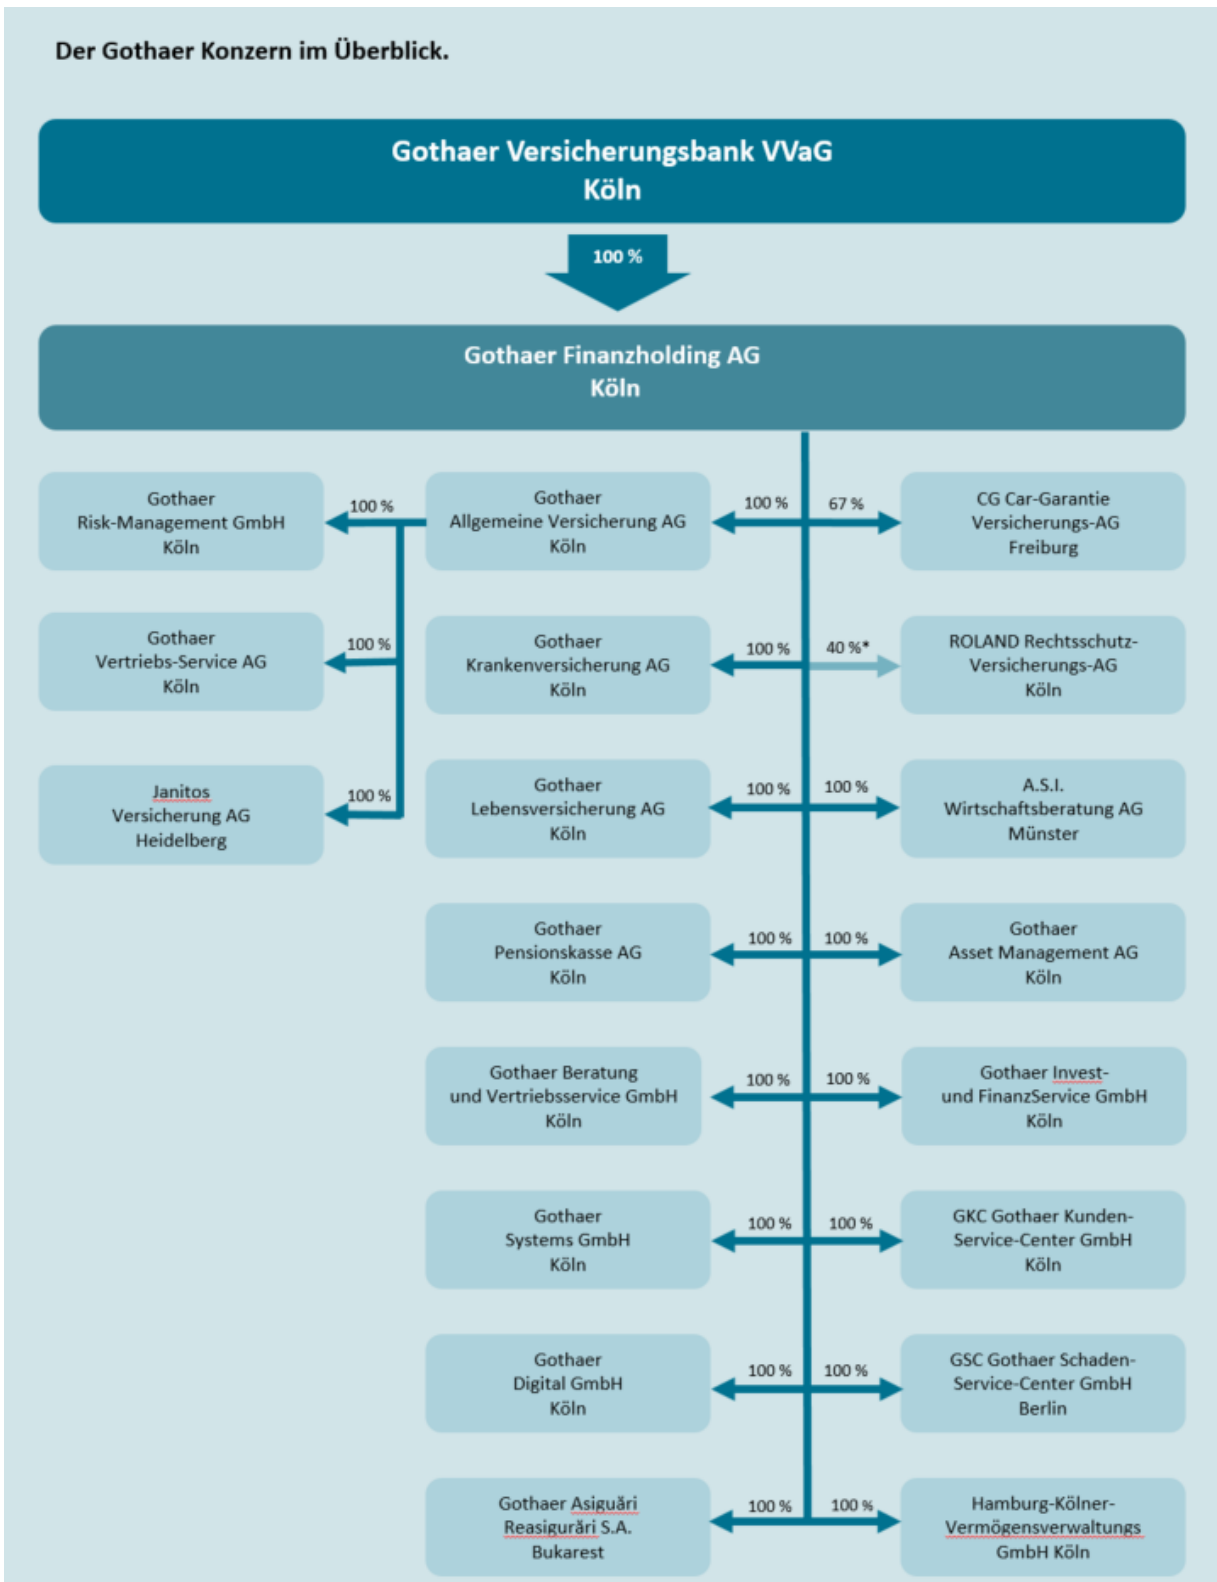 Der Gothaer Konzern im Überblick.
Gothaer Versicherungsbank VVaG
Köln
100 %
Gothaer Finanzholding AG
Köln
Gothaer
Risk-Management GmbH
Köln
100 %
Gothaer
Allgemeine Versicherung AG
Köln
100 %
67 %
CG Car-Garantie
Versicherungs-AG
Freiburg
Gothaer
Vertriebs-Service AG
Köln
100 %
Gothaer
Krankenversicherung AG
Köln
100 %
40 %*
ROLAND Rechtsschutz-
Versicherungs-AG
Köln
Janitos
Versicherung AG
Heidelberg
100 %
Gothaer
Lebensversicherung AG
Köln
100 %
100 %
A.S.I.
Wirtschaftsberatung AG
Münster
Gothaer
Pensionskasse AG
Köln
100 %
100 %
Gothaer
Asset Management AG
Köln
Gothaer Beratung
und Vertriebsservice GmbH
Köln
100 %
100 %
Gothaer Invest-
und FinanzService GmbH
Köln
Gothaer
Systems GmbH
Köln
100 %
100 %
GKC Gothaer Kunden-
Service-Center GmbH
Köln
Gothaer
Digital GmbH
Köln
100 %
100 %
GSC Gothaer Schaden-
Service-Center GmbH
Berlin
Gothaer Asiguări
Reasigurări S.A.
Bukarest
100 %
100 %
Hamburg-Kölner-
Vermögensverwaltungs
GmbH Köln